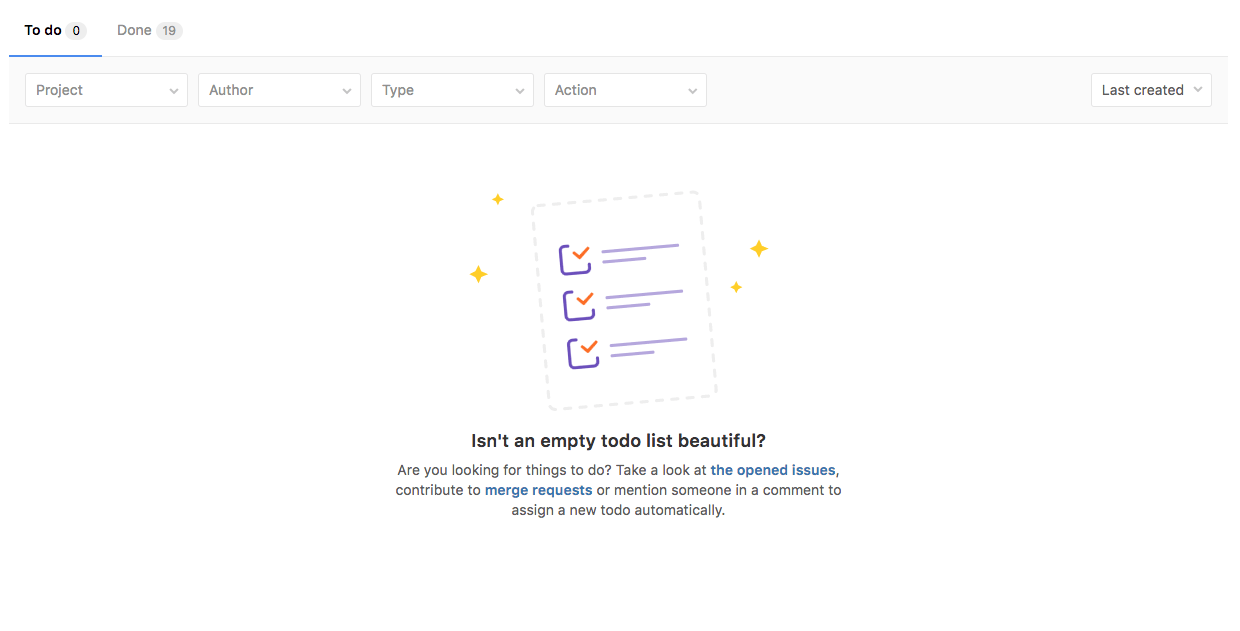 To do 0 Done 19
Project Author Type Action Last created
Isn't an empty todo list beautiful?
Are you looking for things to do? Take a look at the opened issues,
contribute to merge requests or mention someone in a comment to
assign a new todo automatically.